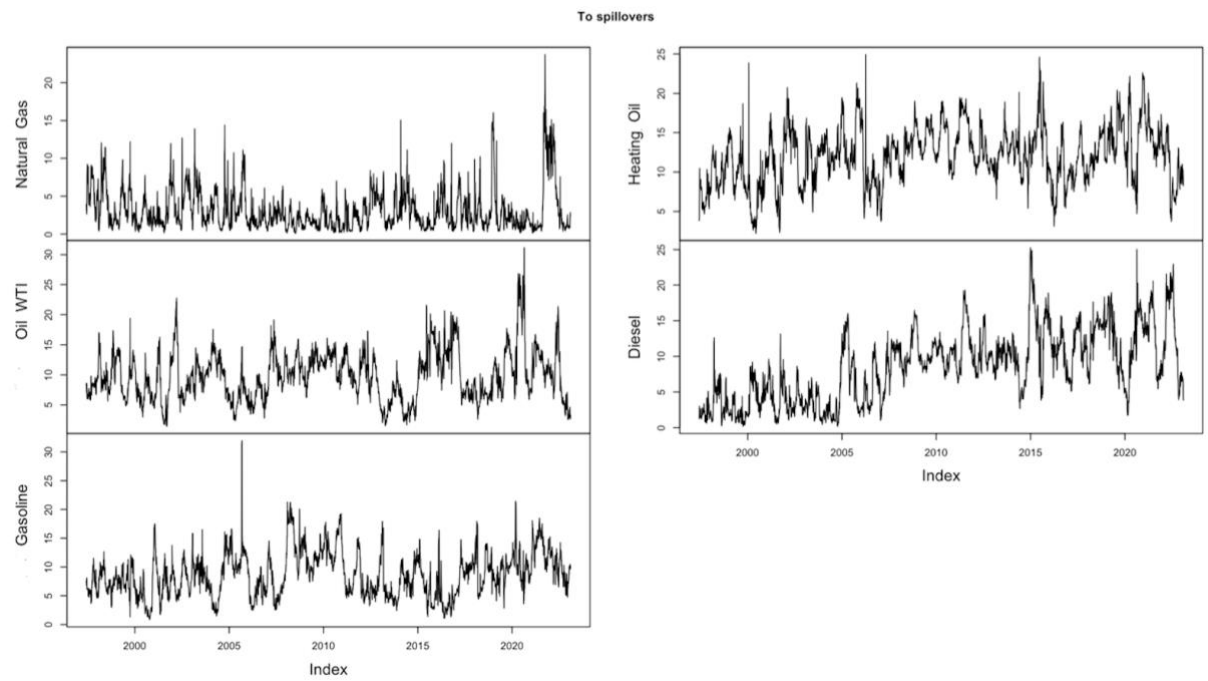 To spillovers
Natural Gas
0 5 10 15 20
Oil WTI
5 10 15 20 25 30
Gasoline
0 5 10 15 20 25 30
2000 2005 2010 2015 2020
Index
Heating Oil
5 10 15 20 25
Diesel
0 5 10 15 20 25
2000 2005 2010 2015 2020
Index